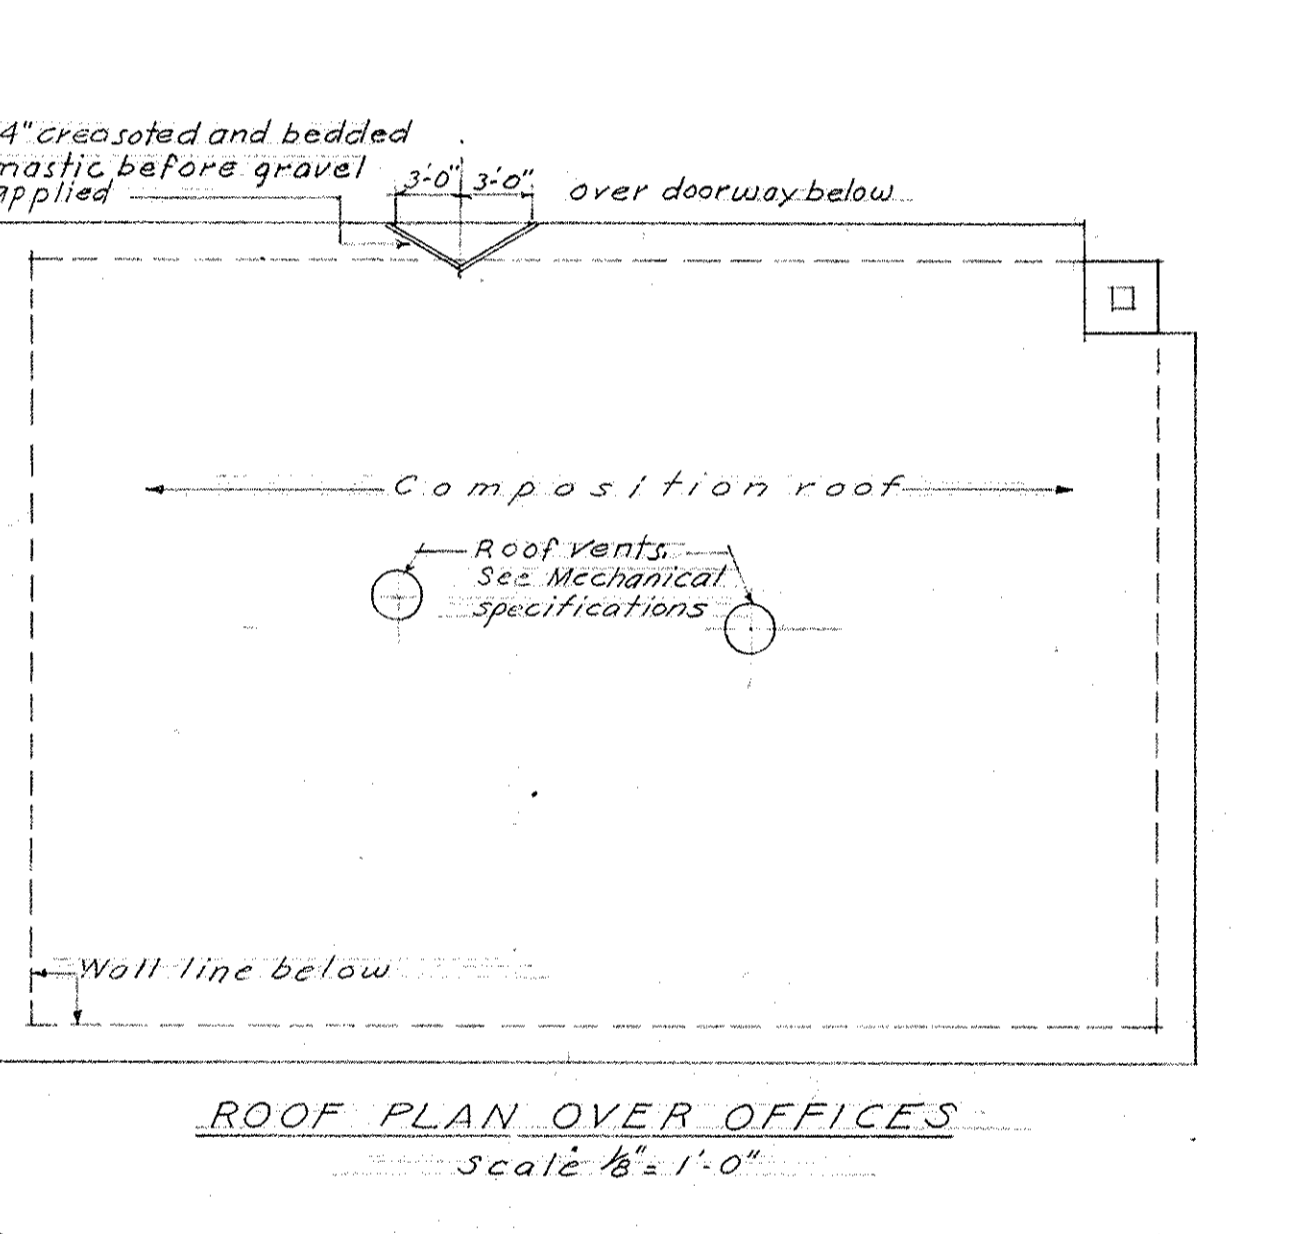 4" creasoted and bedded
mastic before gravel
applied
3'-0" 3'-0"
over doorway below
Composition roof
Roof vents.
See Mechanical
specifications
Wall line below
ROOF PLAN OVER OFFICES
Scale 1/8" = 1'-0"